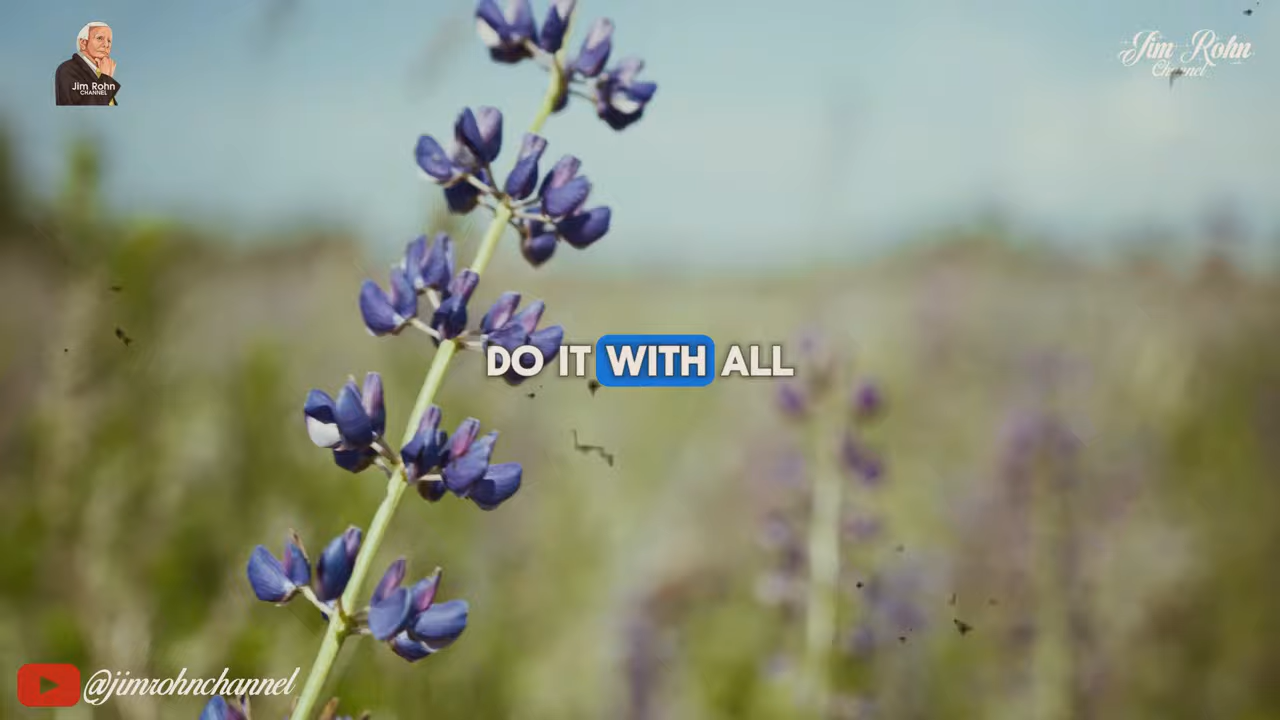 Jim Rohn
CHANNEL
Jim Rohn
Channel
DO IT WITH ALL
@jimrohnchannel